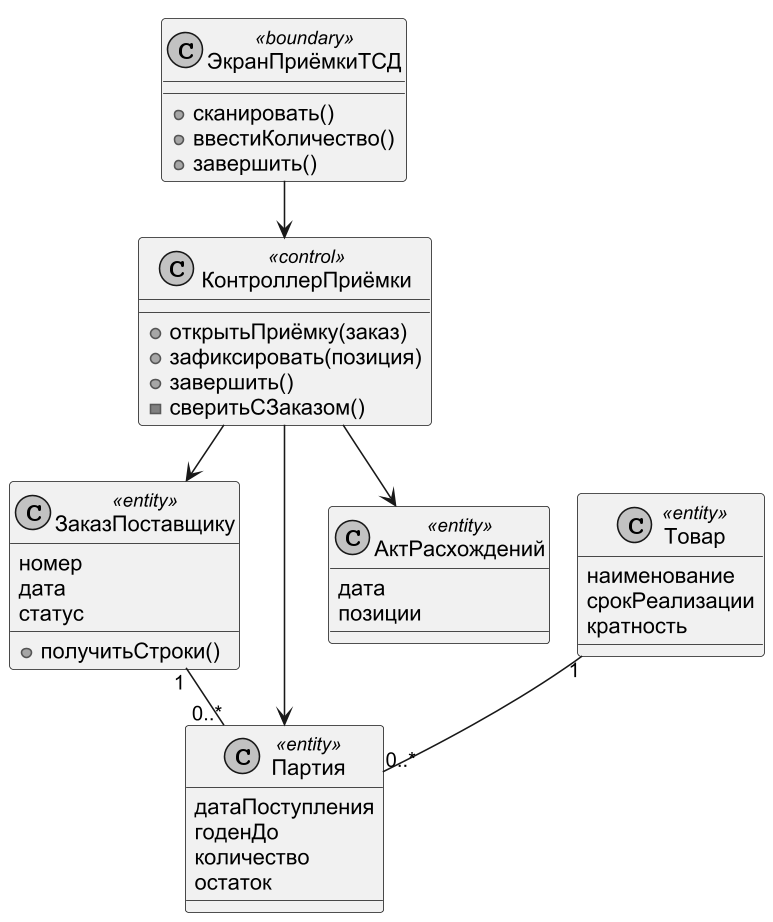 C
«boundary»
ЭкранПриёмкиТСД
сканировать()
ввестиКоличество()
завершить()
C
«control»
КонтроллерПриёмки
открытьПриёмку(заказ)
зафиксировать(позиция)
завершить()
сверитьСЗаказом()
C
«entity»
ЗаказПоставщику
номер
дата
статус
получитьСтроки()
C
«entity»
АктРасхождений
дата
позиции
C
«entity»
Товар
наименование
срокРеализации
кратность
1
0..*
1
0..*
C
«entity»
Партия
датаПоступления
годенДо
количество
остаток